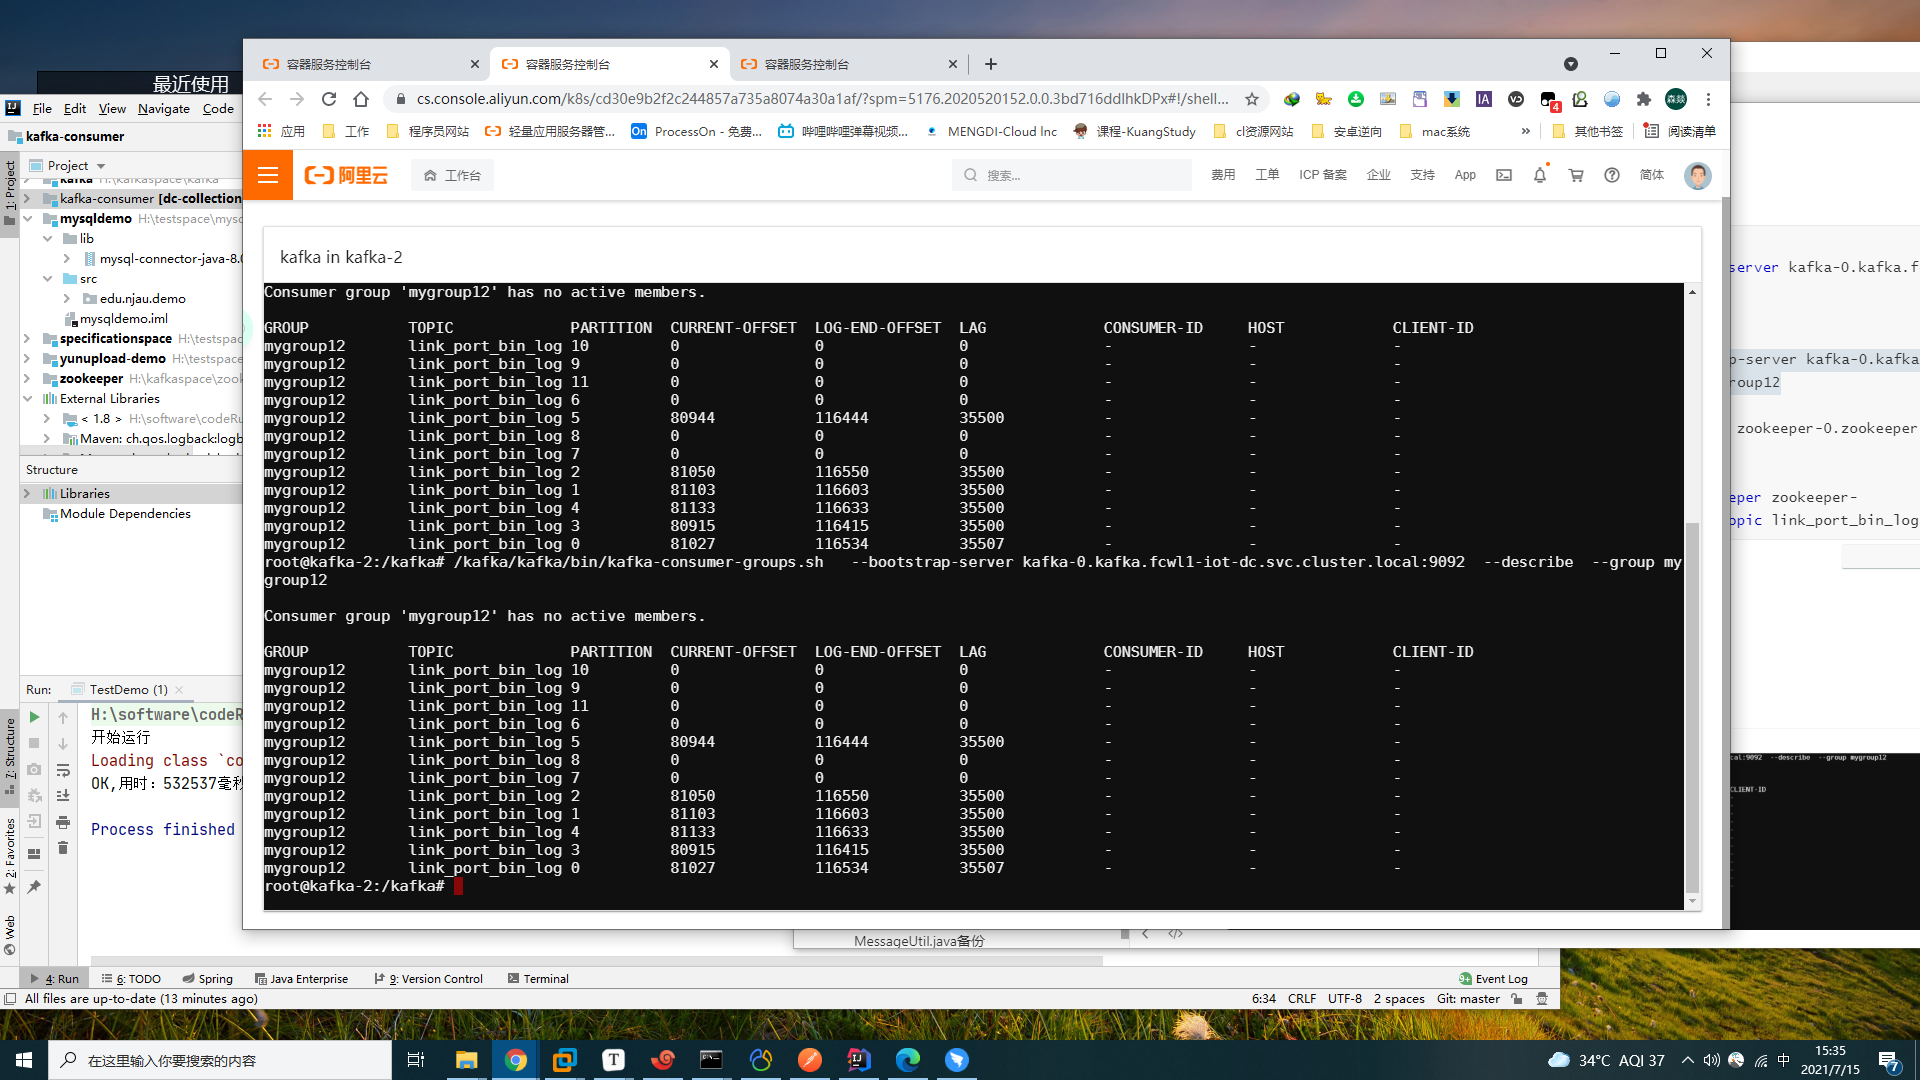 最近使用
容器服务控制台
容器服务控制台
容器服务控制台
File Edit View Navigate Code
cs.console.aliyun.com/k8s/cd30e9b2f2c244857a735a8074a30a1af/?spm=5176.2020520152.0.0.3bd716ddIhkDPx#!/shell...
应用 工作 程序员网站 轻量应用服务器管... ProcessOn - 免费... 哔哩哔哩弹幕视频... MENGDI-Cloud Inc 课程-KuangStudy cl资源网站 安卓逆向 mac系统 » 其他书签 阅读清单
kafka-consumer
1: Project
Project
kafka H:\kafkaspace\kafka
kafka-consumer [dc-collection
mysqldemo H:\testspace\mysq
lib
mysql-connector-java-8.0
src
edu.njau.demo
mysqldemo.iml
specificationspace H:\testspac
yunupload-demo H:\testspace
zookeeper H:\kafkaspace\zook
External Libraries
< 1.8 > H:\software\codeRu
Maven: ch.qos.logback:logb
Structure
Libraries
Module Dependencies
阿里云 工作台 搜索... 费用 工单 ICP 备案 企业 支持 App 简体
kafka in kafka-2
Consumer group 'mygroup12' has no active members.
GROUP TOPIC PARTITION CURRENT-OFFSET LOG-END-OFFSET LAG CONSUMER-ID HOST CLIENT-ID
mygroup12 link_port_bin_log 10 0 0 0 - - -
mygroup12 link_port_bin_log 9 0 0 0 - - -
mygroup12 link_port_bin_log 11 0 0 0 - - -
mygroup12 link_port_bin_log 6 0 0 0 - - -
mygroup12 link_port_bin_log 5 80944 116444 35500 - - -
mygroup12 link_port_bin_log 8 0 0 0 - - -
mygroup12 link_port_bin_log 7 0 0 0 - - -
mygroup12 link_port_bin_log 2 81050 116550 35500 - - -
mygroup12 link_port_bin_log 1 81103 116603 35500 - - -
mygroup12 link_port_bin_log 4 81133 116633 35500 - - -
mygroup12 link_port_bin_log 3 80915 116415 35500 - - -
mygroup12 link_port_bin_log 0 81027 116534 35507 - - -
root@kafka-2:/kafka# /kafka/kafka/bin/kafka-consumer-groups.sh --bootstrap-server kafka-0.kafka.fcwl1-iot-dc.svc.cluster.local:9092 --describe --group my
group12
Consumer group 'mygroup12' has no active members.
GROUP TOPIC PARTITION CURRENT-OFFSET LOG-END-OFFSET LAG CONSUMER-ID HOST CLIENT-ID
mygroup12 link_port_bin_log 10 0 0 0 - - -
mygroup12 link_port_bin_log 9 0 0 0 - - -
mygroup12 link_port_bin_log 11 0 0 0 - - -
mygroup12 link_port_bin_log 6 0 0 0 - - -
mygroup12 link_port_bin_log 5 80944 116444 35500 - - -
mygroup12 link_port_bin_log 8 0 0 0 - - -
mygroup12 link_port_bin_log 7 0 0 0 - - -
mygroup12 link_port_bin_log 2 81050 116550 35500 - - -
mygroup12 link_port_bin_log 1 81103 116603 35500 - - -
mygroup12 link_port_bin_log 4 81133 116633 35500 - - -
mygroup12 link_port_bin_log 3 80915 116415 35500 - - -
mygroup12 link_port_bin_log 0 81027 116534 35507 - - -
root@kafka-2:/kafka#
server kafka-0.kafka.f
p-server kafka-0.kafka
roup12
zookeeper-0.zookeeper
eper zookeeper-
opic link_port_bin_log
cal:9092 --describe --group mygroup12
CLIENT-ID
Run: TestDemo (1)
H:\software\codeR
开始运行
Loading class `co
OK,用时：532537毫秒
Process finished
7: Structure
2: Favorites
Web
MessageUtil.java备份
4: Run 6: TODO Spring Java Enterprise 9: Version Control Terminal Event Log
All files are up-to-date (13 minutes ago) 6:34 CRLF UTF-8 2 spaces Git: master
在这里输入你要搜索的内容
34°C AQI 37 中 15:35
2021/7/15
7